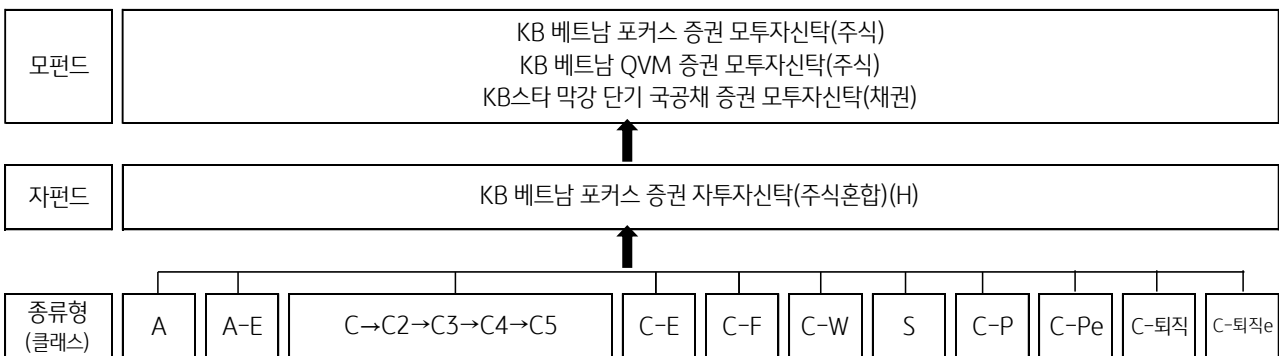 모펀드
KB 베트남 포커스 증권 모투자신탁(주식)
KB 베트남 QVM 증권 모투자신탁(주식)
KB스타 막강 단기 국공채 증권 모투자신탁(채권)
자펀드
KB 베트남 포커스 증권 자투자신탁(주식혼합)(H)
종류형
(클래스)
A
A-E
C→C2→C3→C4→C5
C-E
C-F
C-W
S
C-P
C-Pe
C-퇴직
C-퇴직e